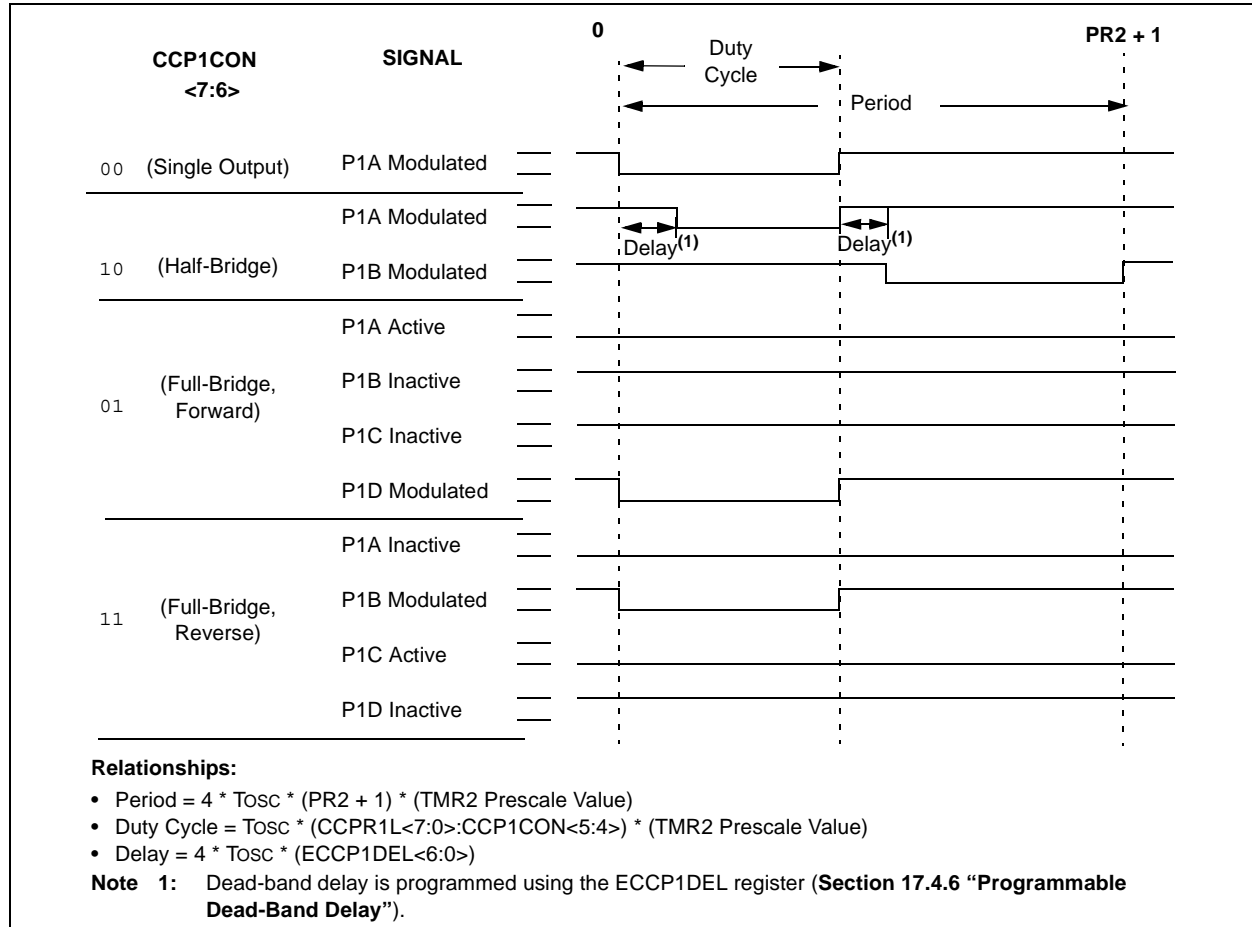 0
PR2 + 1
CCP1CON
<7:6>
SIGNAL
Duty
Cycle
Period
00 (Single Output) P1A Modulated
P1A Modulated
Delay(1) Delay(1)
10 (Half-Bridge) P1B Modulated
P1A Active
01 (Full-Bridge,
Forward)
P1B Inactive
P1C Inactive
P1D Modulated
P1A Inactive
11 (Full-Bridge,
Reverse)
P1B Modulated
P1C Active
P1D Inactive
Relationships:
• Period = 4 * TOSC * (PR2 + 1) * (TMR2 Prescale Value)
• Duty Cycle = TOSC * (CCPR1L<7:0>:CCP1CON<5:4>) * (TMR2 Prescale Value)
• Delay = 4 * TOSC * (ECCP1DEL<6:0>)
Note 1: Dead-band delay is programmed using the ECCP1DEL register (Section 17.4.6 “Programmable
Dead-Band Delay”).